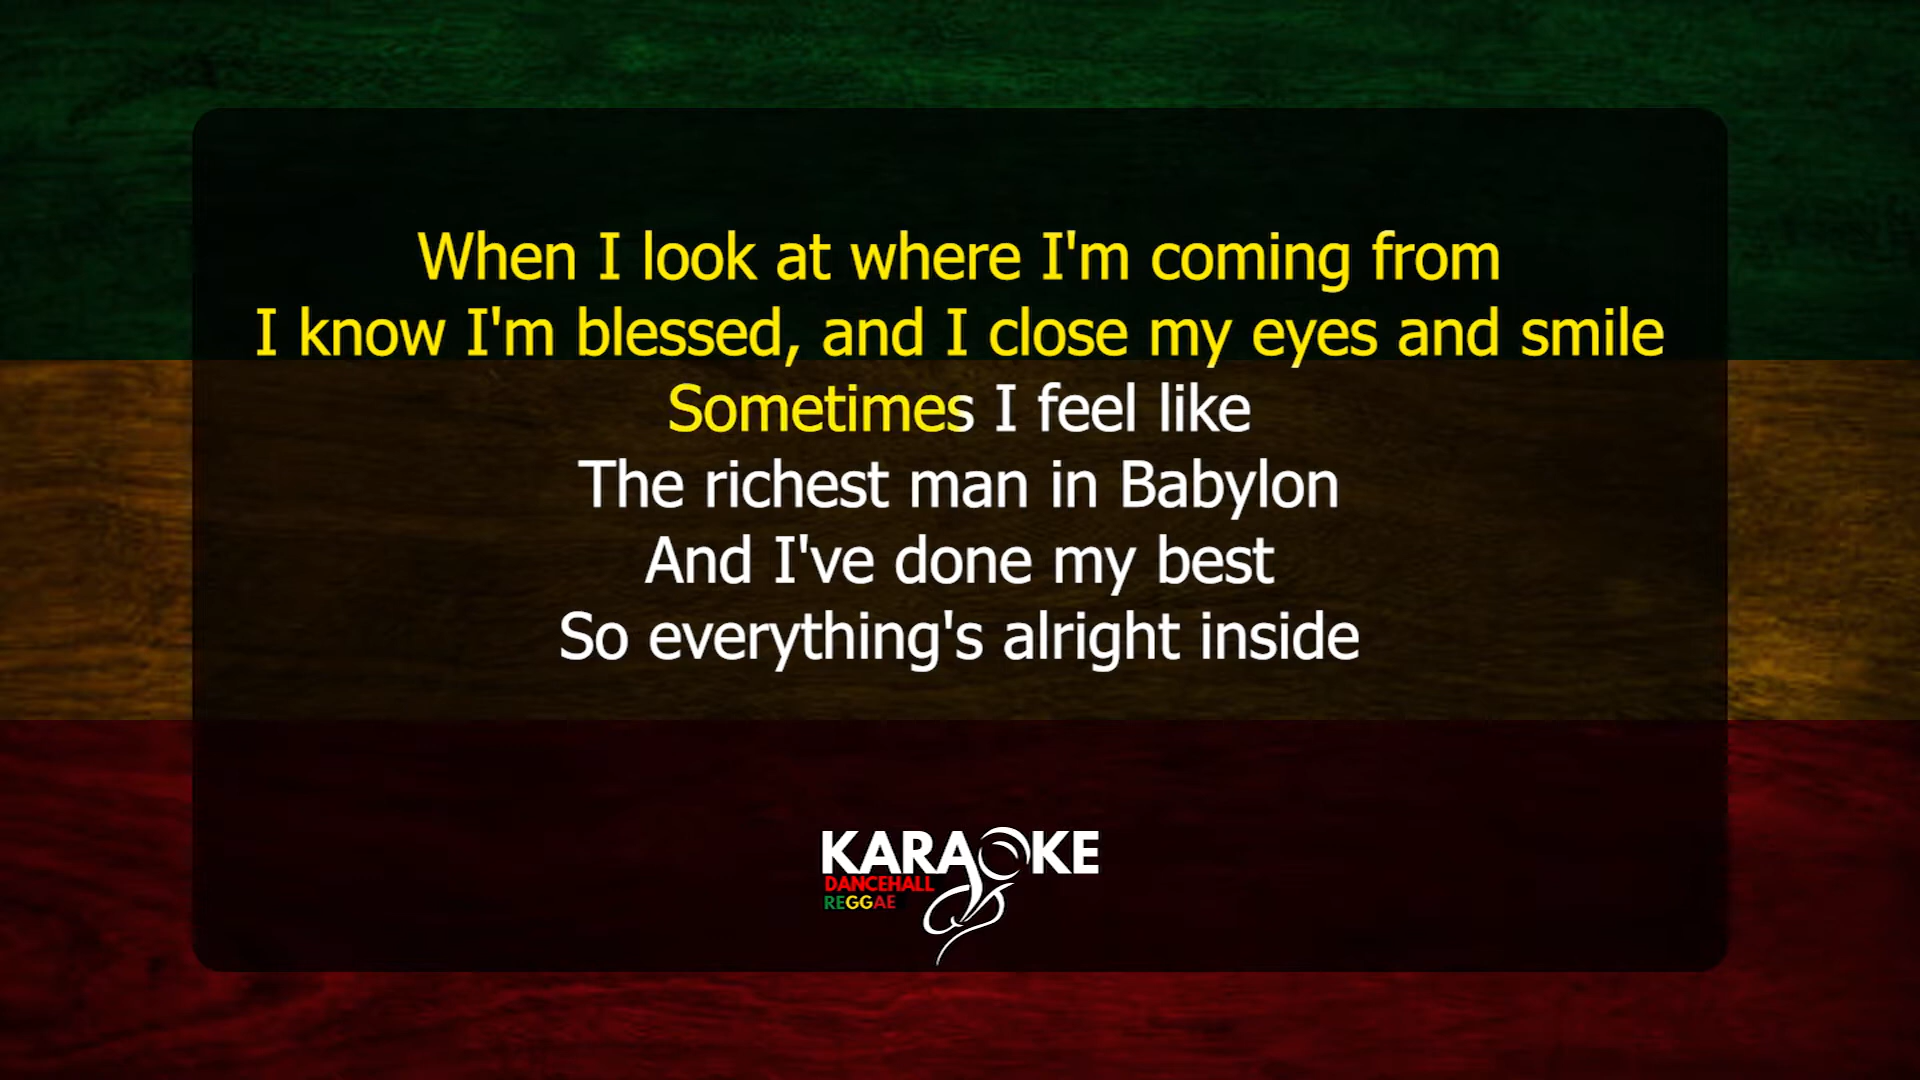 When I look at where I'm coming from
I know I'm blessed, and I close my eyes and smile
Sometimes I feel like
The richest man in Babylon
And I've done my best
So everything's alright inside
KARAOKE
DANCEHALL
REGGAE